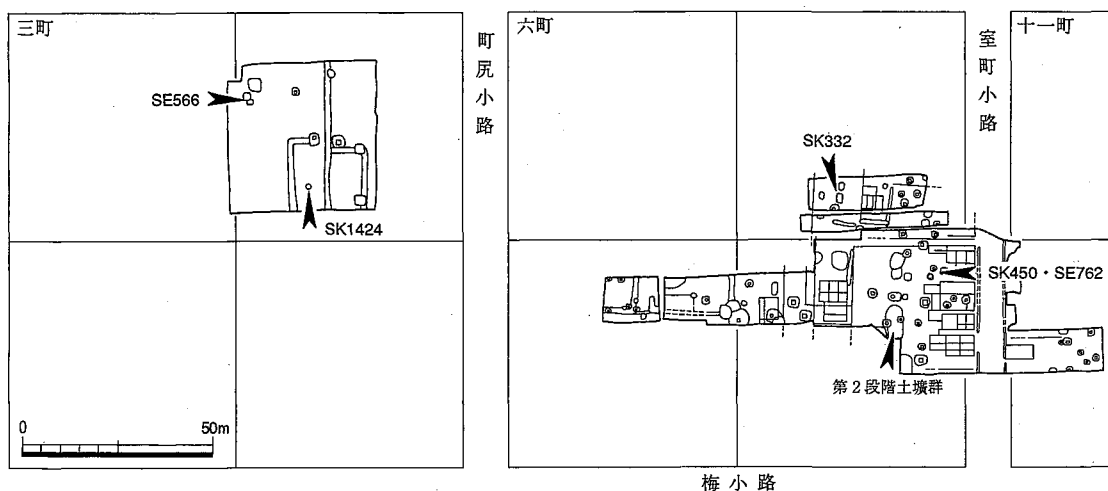 三町
町尻小路
六町
室町小路
十一町
SE566
SK332
SK1424
SK450・SE762
第2段階土壙群
0 50m
梅小路